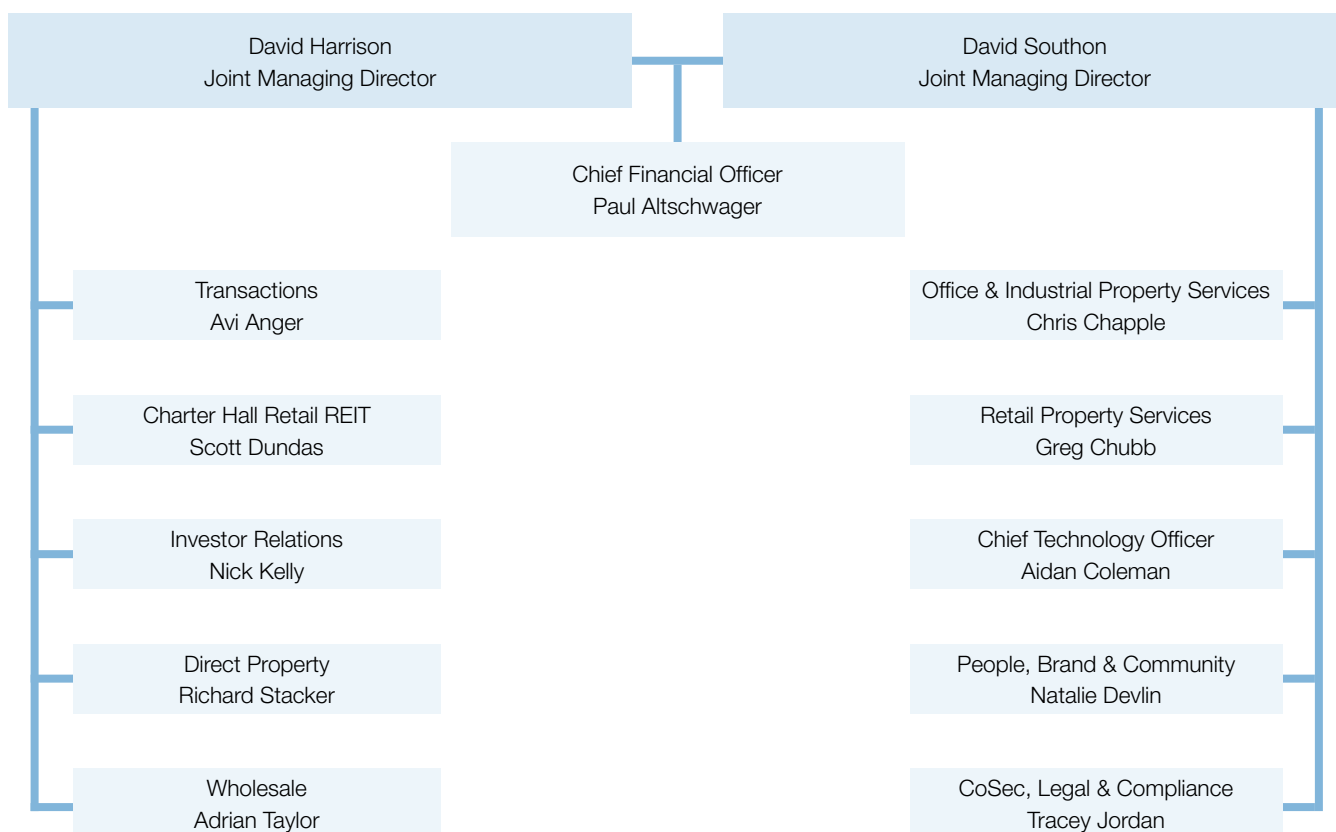 David Harrison
Joint Managing Director
David Southon
Joint Managing Director
Chief Financial Officer
Paul Altschwager
Transactions
Avi Anger
Office & Industrial Property Services
Chris Chapple
Charter Hall Retail REIT
Scott Dundas
Retail Property Services
Greg Chubb
Investor Relations
Nick Kelly
Chief Technology Officer
Aidan Coleman
Direct Property
Richard Stacker
People, Brand & Community
Natalie Devlin
Wholesale
Adrian Taylor
CoSec, Legal & Compliance
Tracey Jordan